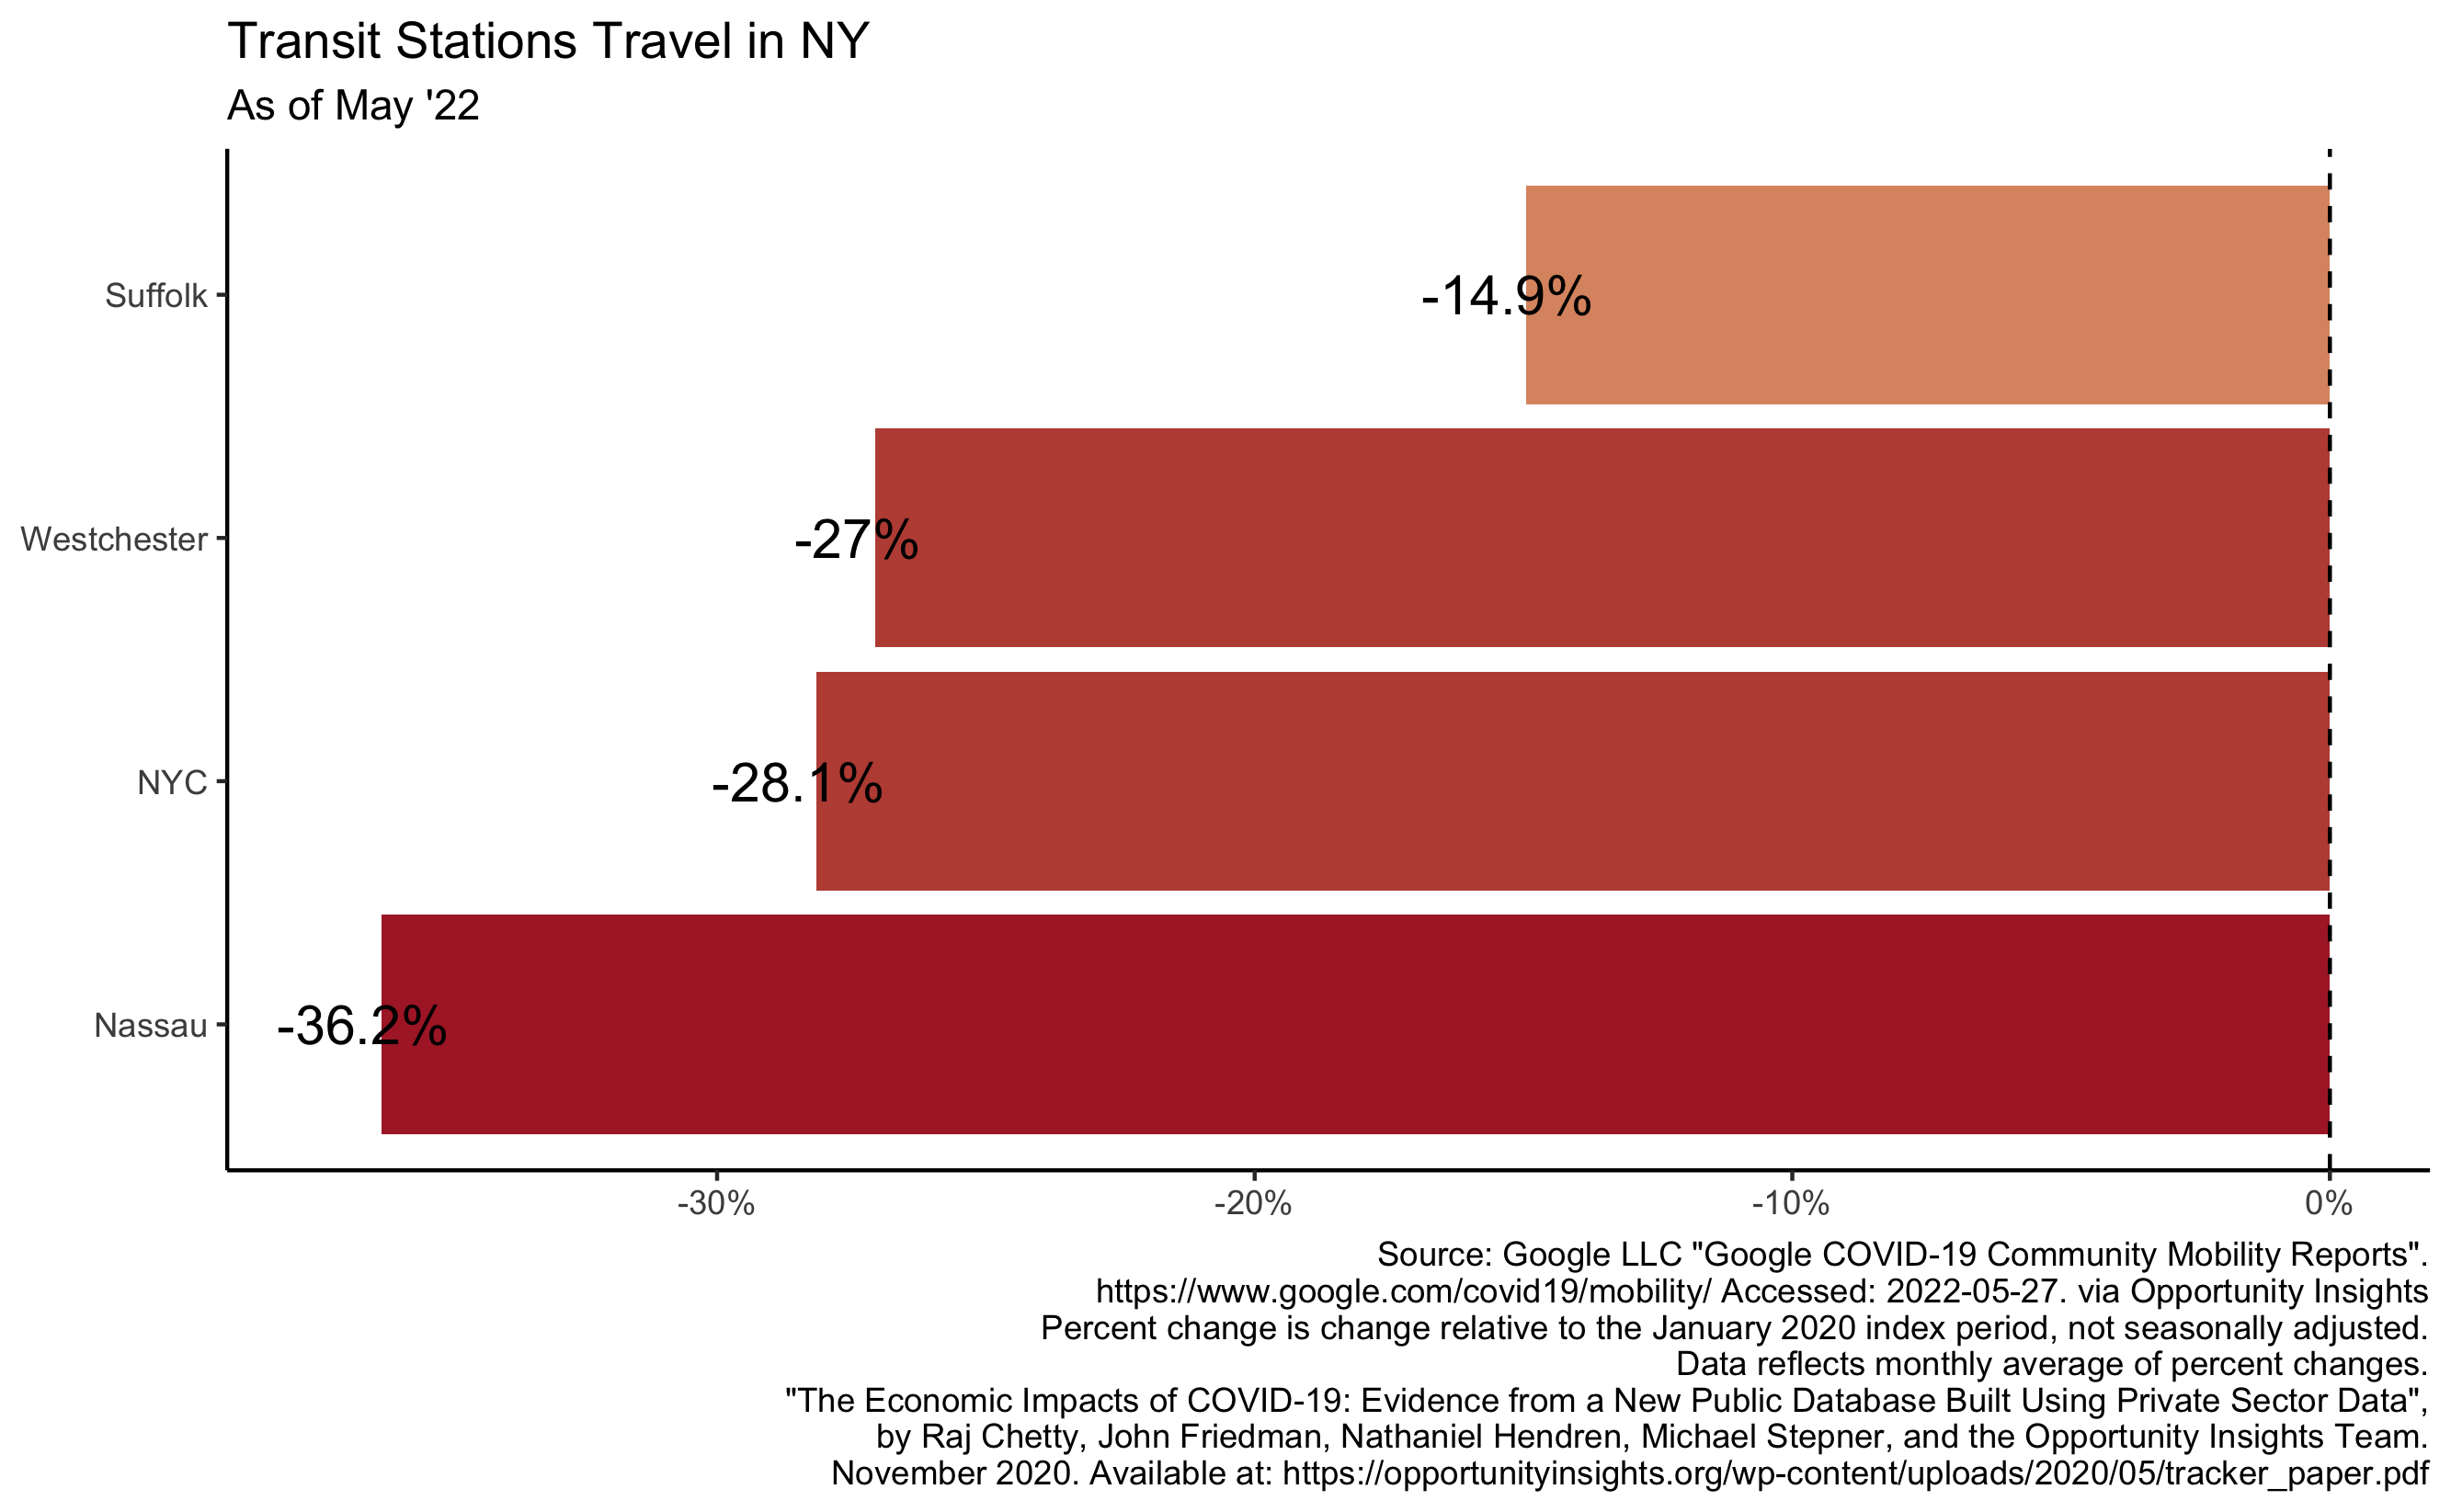 Transit Stations Travel in NY
As of May '22
Suffolk
-14.9%
Westchester
-27%
NYC
-28.1%
Nassau
-36.2%
-30%
-20%
-10%
0%
Source: Google LLC "Google COVID-19 Community Mobility Reports".
https://www.google.com/covid19/mobility/ Accessed: 2022-05-27. via Opportunity Insights
Percent change is change relative to the January 2020 index period, not seasonally adjusted.
Data reflects monthly average of percent changes.
"The Economic Impacts of COVID-19: Evidence from a New Public Database Built Using Private Sector Data",
by Raj Chetty, John Friedman, Nathaniel Hendren, Michael Stepner, and the Opportunity Insights Team.
November 2020. Available at: https://opportunityinsights.org/wp-content/uploads/2020/05/tracker_paper.pdf